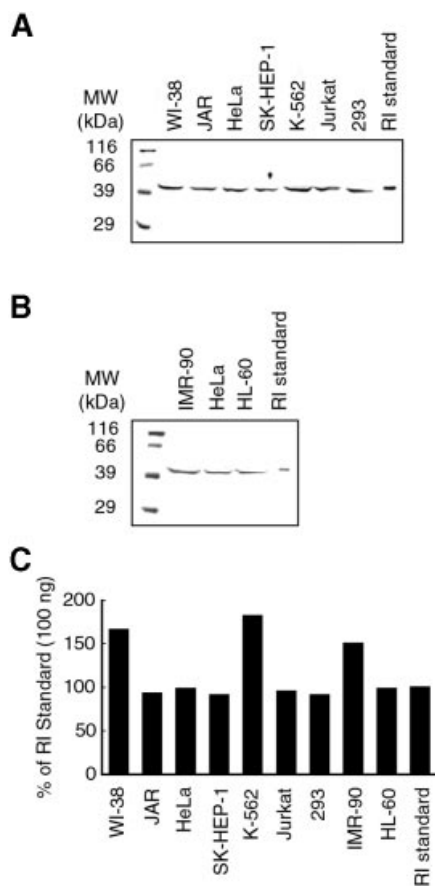 A
MW
(kDa)
WI-38
JAR
HeLa
SK-HEP-1
K-562
Jurkat
293
RI standard
116
66
39
29
B
MW
(kDa)
IMR-90
HeLa
HL-60
RI standard
116
66
39
29
C
% of RI Standard (100 ng)
200
150
100
50
0
WI-38
JAR
HeLa
SK-HEP-1
K-562
Jurkat
293
IMR-90
HL-60
RI standard